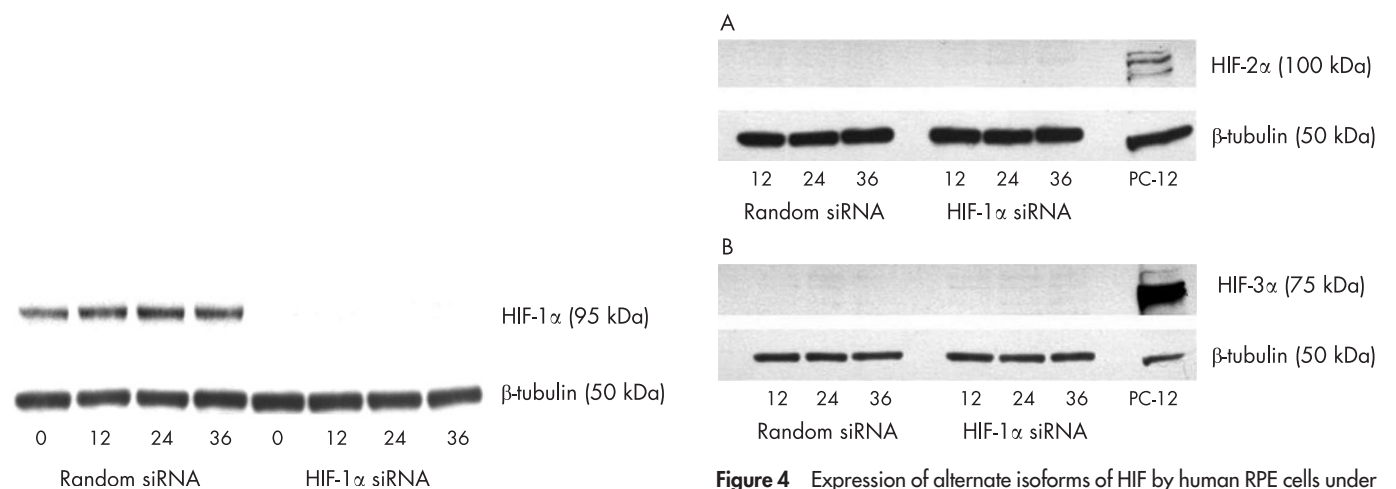 HIF-1α (95 kDa)
β-tubulin (50 kDa)
0 12 24 36 0 12 24 36
Random siRNA HIF-1α siRNA
A
HIF-2α (100 kDa)
β-tubulin (50 kDa)
12 24 36 12 24 36 PC-12
Random siRNA HIF-1α siRNA
B
HIF-3α (75 kDa)
β-tubulin (50 kDa)
12 24 36 12 24 36 PC-12
Random siRNA HIF-1α siRNA
Figure 4 Expression of alternate isoforms of HIF by human RPE cells under